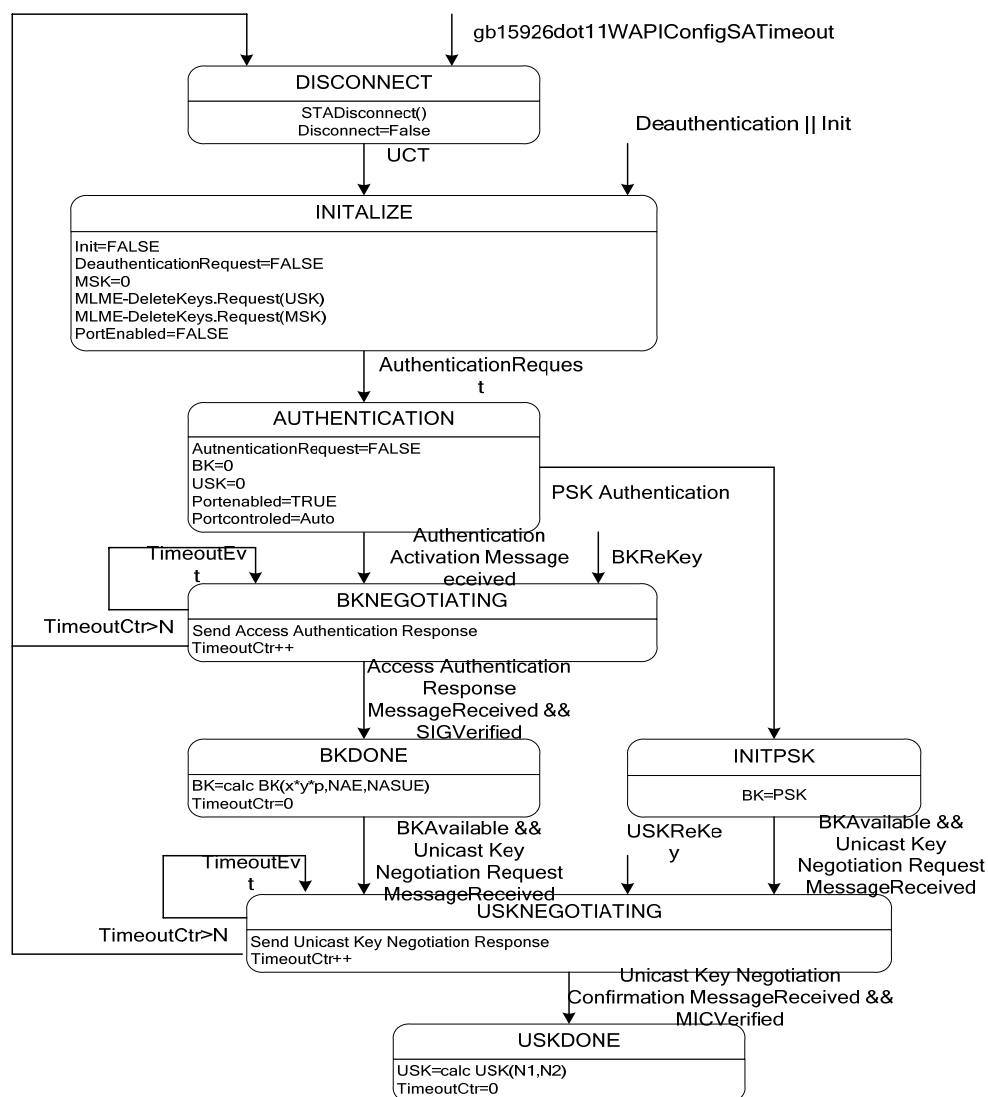 gb15926dot11WAPIConfigSATimeout
DISCONNECT
STADisconnect()
Disconnect=False
Deauthentication || Init
UCT
INITALIZE
Init=FALSE
DeauthenticationRequest=FALSE
MSK=0
MLME-DeleteKeys.Request(USK)
MLME-DeleteKeys.Request(MSK)
PortEnabled=FALSE
AuthenticationReques
t
AUTHENTICATION
AutnenticationRequest=FALSE
BK=0
USK=0
Portenabled=TRUE
Portcontroled=Auto
PSK Authentication
Authentication
Activation Message
eceived
BKReKey
TimeoutEv
t
BKNEGOTIATING
TimeoutCtr>N
Send Access Authentication Response
TimeoutCtr++
Access Authentication
Response
MessageReceived &&
SIGVerified
BKDONE
BK=calc BK(x*y*p,NAE,NASUE)
TimeoutCtr=0
INITPSK
BK=PSK
BKAvailable &&
Unicast Key
Negotiation Request
MessageReceived
USKReKe
y
BKAvailable &&
Unicast Key
Negotiation Request
MessageReceived
TimeoutEv
t
USKNEGOTIATING
TimeoutCtr>N
Send Unicast Key Negotiation Response
TimeoutCtr++
Unicast Key Negotiation
Confirmation MessageReceived &&
MICVerified
USKDONE
USK=calc USK(N1,N2)
TimeoutCtr=0